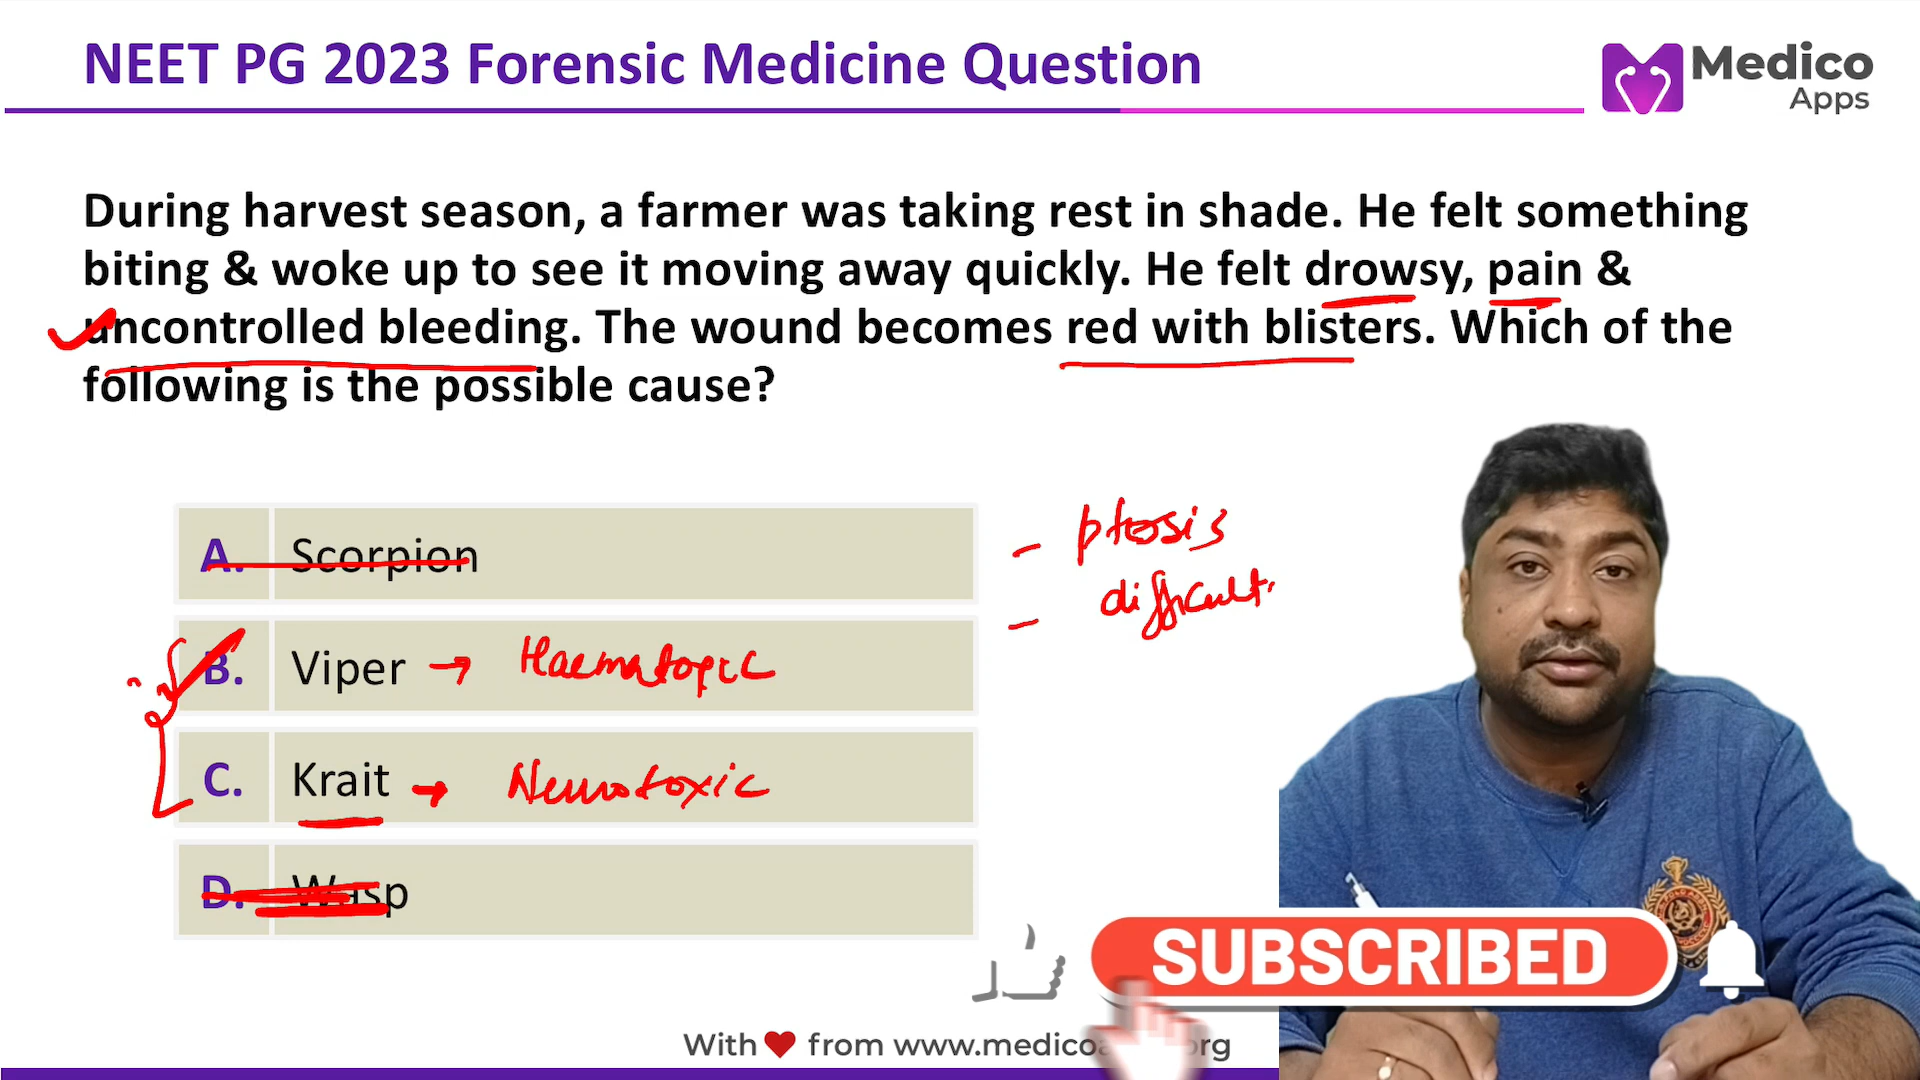 NEET PG 2023 Forensic Medicine Question
Medico
Apps
During harvest season, a farmer was taking rest in shade. He felt something
biting & woke up to see it moving away quickly. He felt drowsy, pain &
uncontrolled bleeding. The wound becomes red with blisters. Which of the
following is the possible cause?
A. Scorpion
- ptosis
- difficult
B. Viper → Haematopic
C. Krait → Neurotoxic
D. Wasp
SUBSCRIBED
With ❤ from